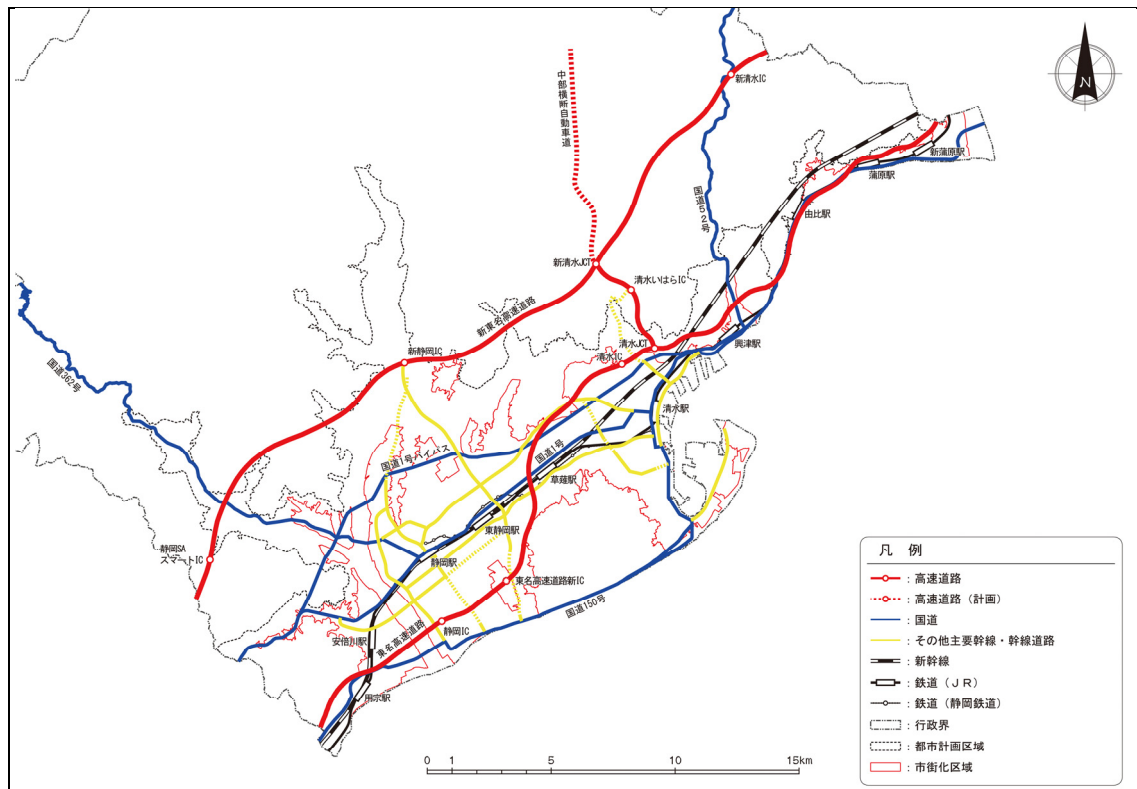 N
新清水IC
中部横断自動車道
新蒲原駅
蒲原駅
国道52号
由比駅
新清水JCT
清水いはらIC
新東名高速道路
清水JCT
興津駅
新静岡IC
清水IC
国道362号
清水駅
国道1号バイパス
国道1号
草薙駅
東静岡駅
静岡SA
スマートIC
静岡駅
東名高速道路新IC
国道150号
静岡IC
安倍川駅
東名高速道路
用宗駅
0 1 5 10 15km
凡 例
:高速道路
:高速道路(計画)
:国道
:その他主要幹線・幹線道路
:新幹線
:鉄道(JR)
:鉄道(静岡鉄道)
:行政界
:都市計画区域
:市街化区域